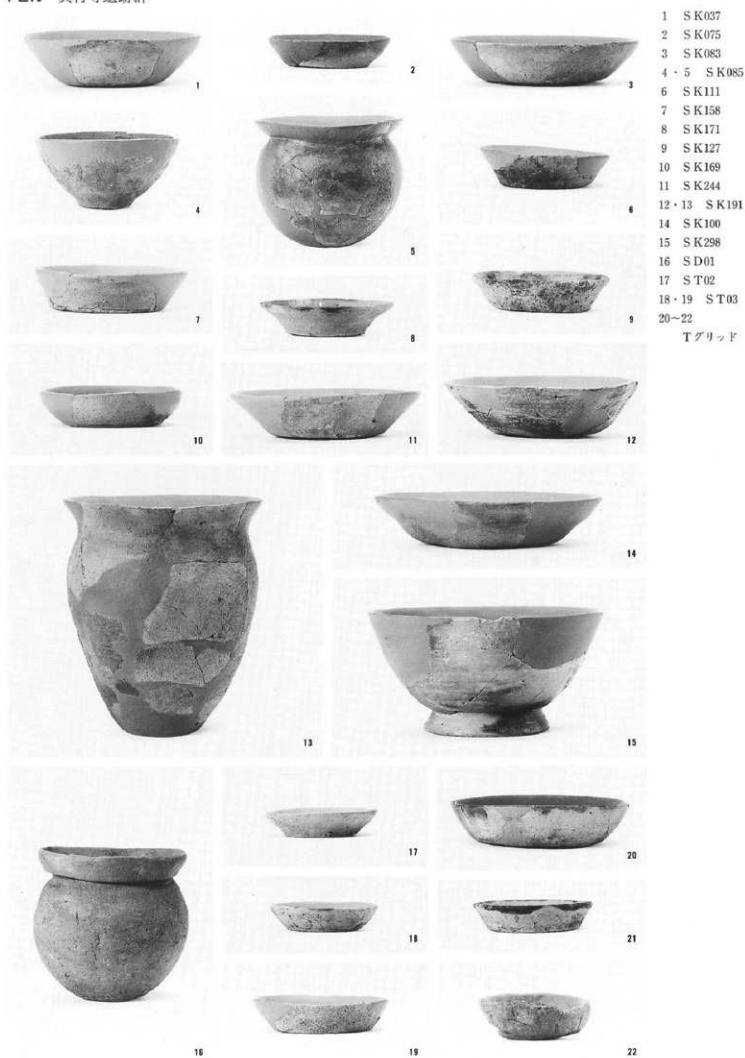 1 SK037
2 SK075
3 SK083
4・5 SK085
6 SK111
7 SK158
8 SK171
9 SK127
10 SK169
11 SK244
12・13 SK191
14 SK100
15 SK298
16 SD01
17 ST02
18・19 ST03
20~22
Tグリッド
1
2
3
4
5
6
7
8
9
10
11
12
13
14
15
16
17
18
19
20
21
22